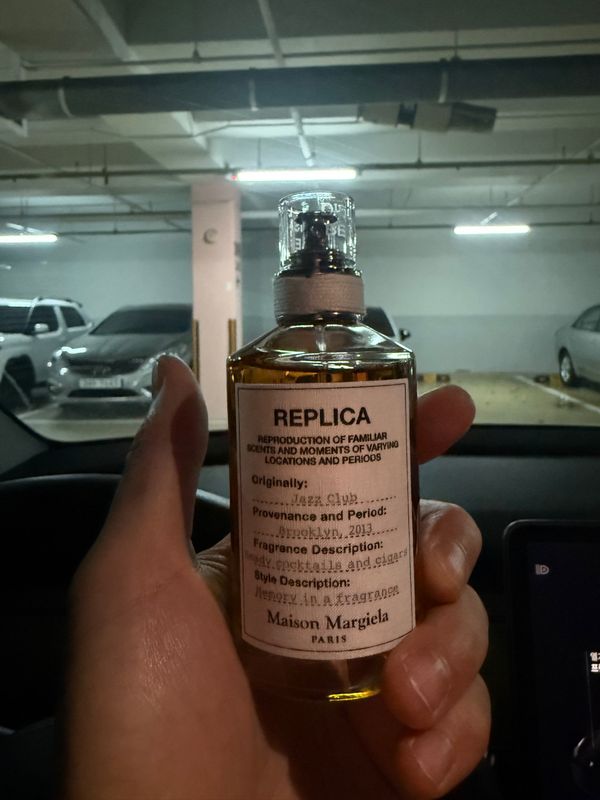 REPLICA
REPRODUCTION OF FAMILIAR
SCENTS AND MOMENTS OF VARYING
LOCATIONS AND PERIODS
Originally:
Jazz Club
Provenance and Period:
Brooklyn, 2013
Fragrance Description:
Heady cocktails and cigars
Style Description:
Memory in a fragrance
Maison Margiela
PARIS